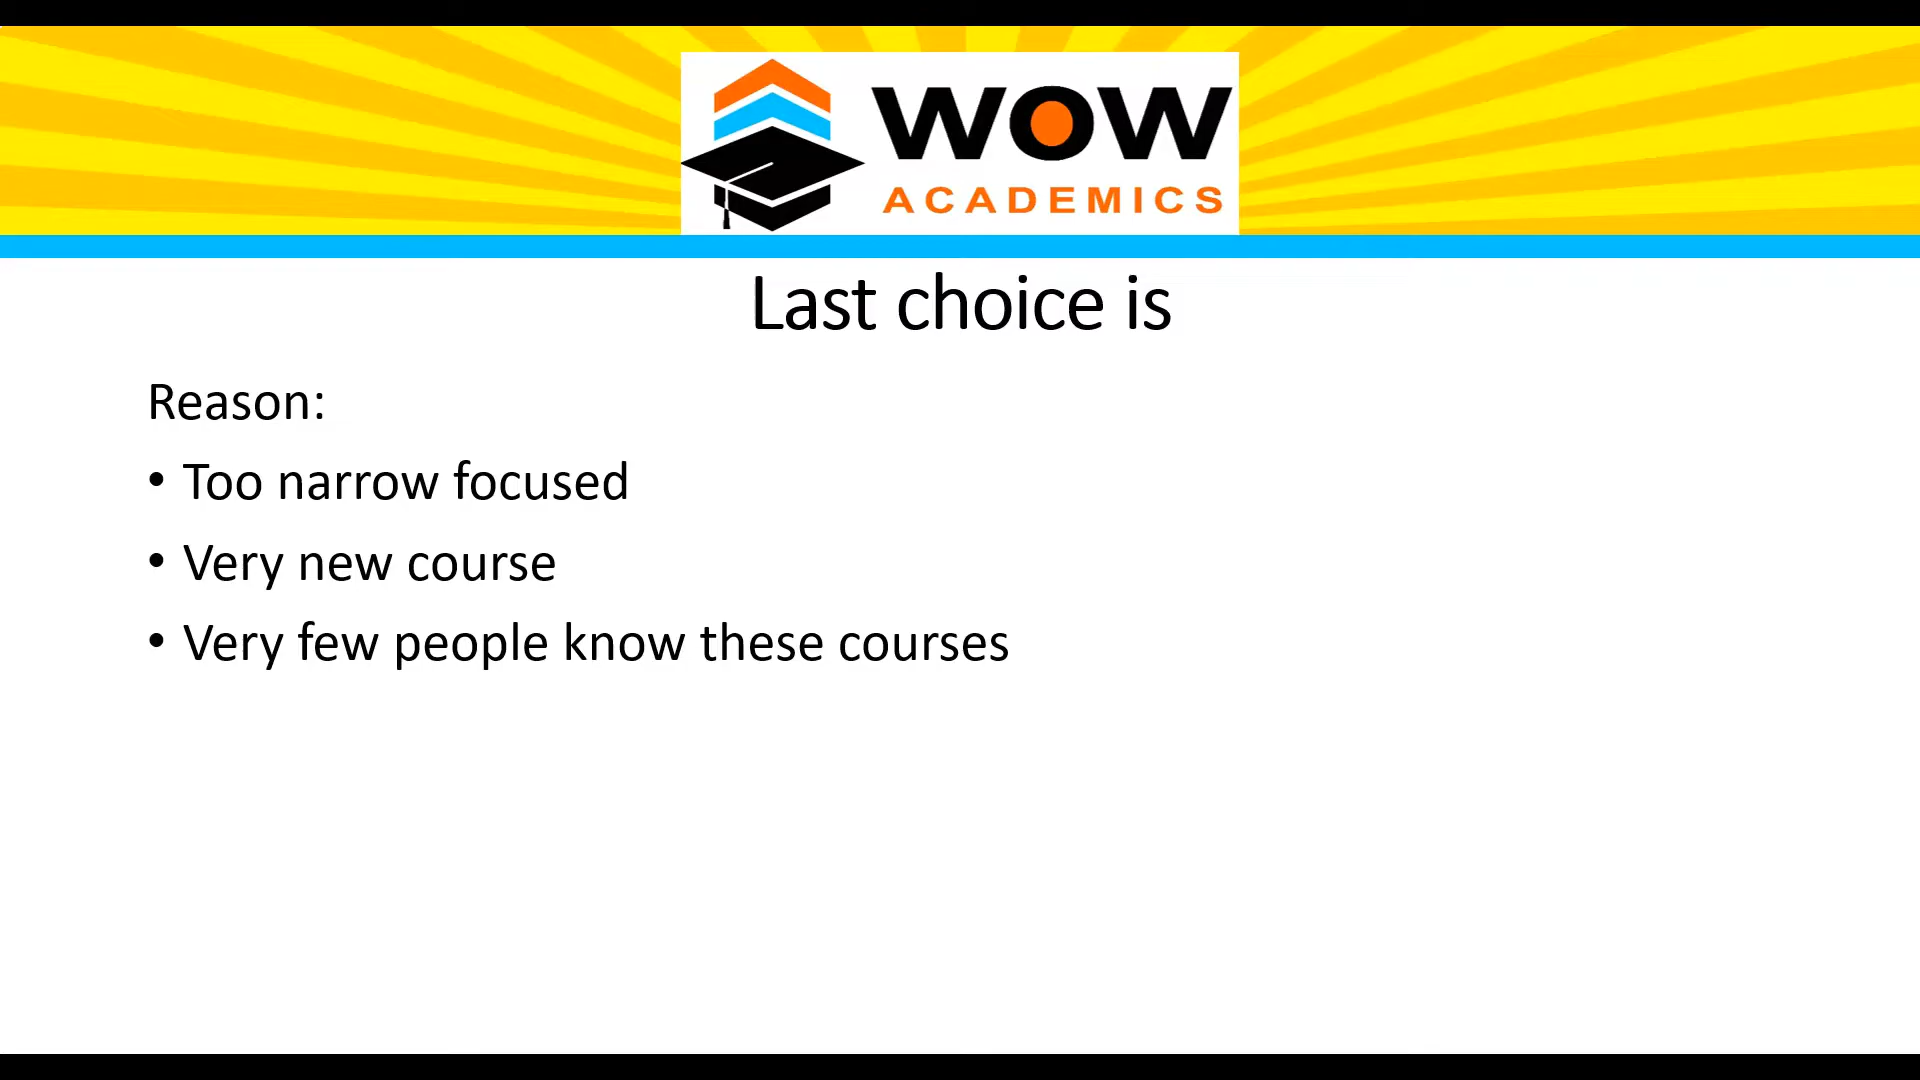 WOW
ACADEMICS
Last choice is
Reason:
• Too narrow focused
• Very new course
• Very few people know these courses